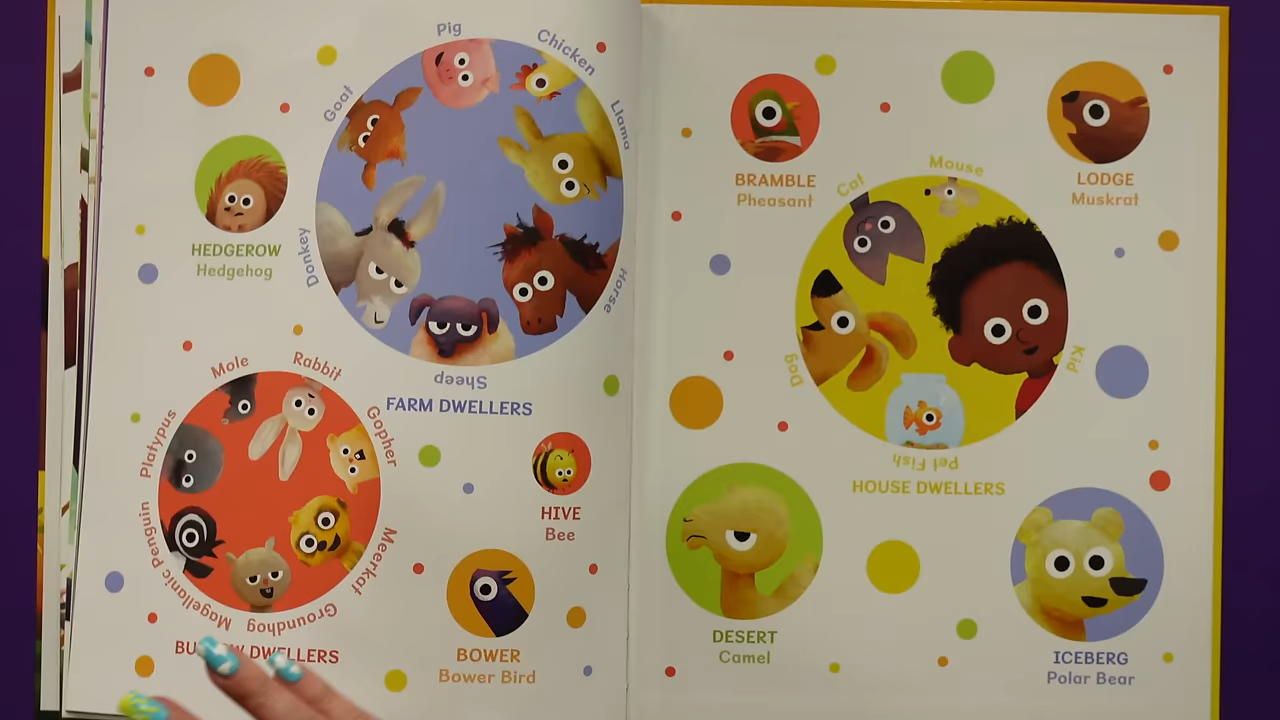 Pig
Chicken
Goat
Llama
HEDGEROW
Hedgehog
Donkey
Horse
Sheep
FARM DWELLERS
Mole
Rabbit
Platypus
Gopher
Magellanic Penguin
Meerkat
Groundhog
DWELLERS
HIVE
Bee
BOWER
Bower Bird
BRAMBLE
Pheasant
LODGE
Muskrat
Cat
Mouse
Dog
Kid
Pet Fish
HOUSE DWELLERS
DESERT
Camel
ICEBERG
Polar Bear